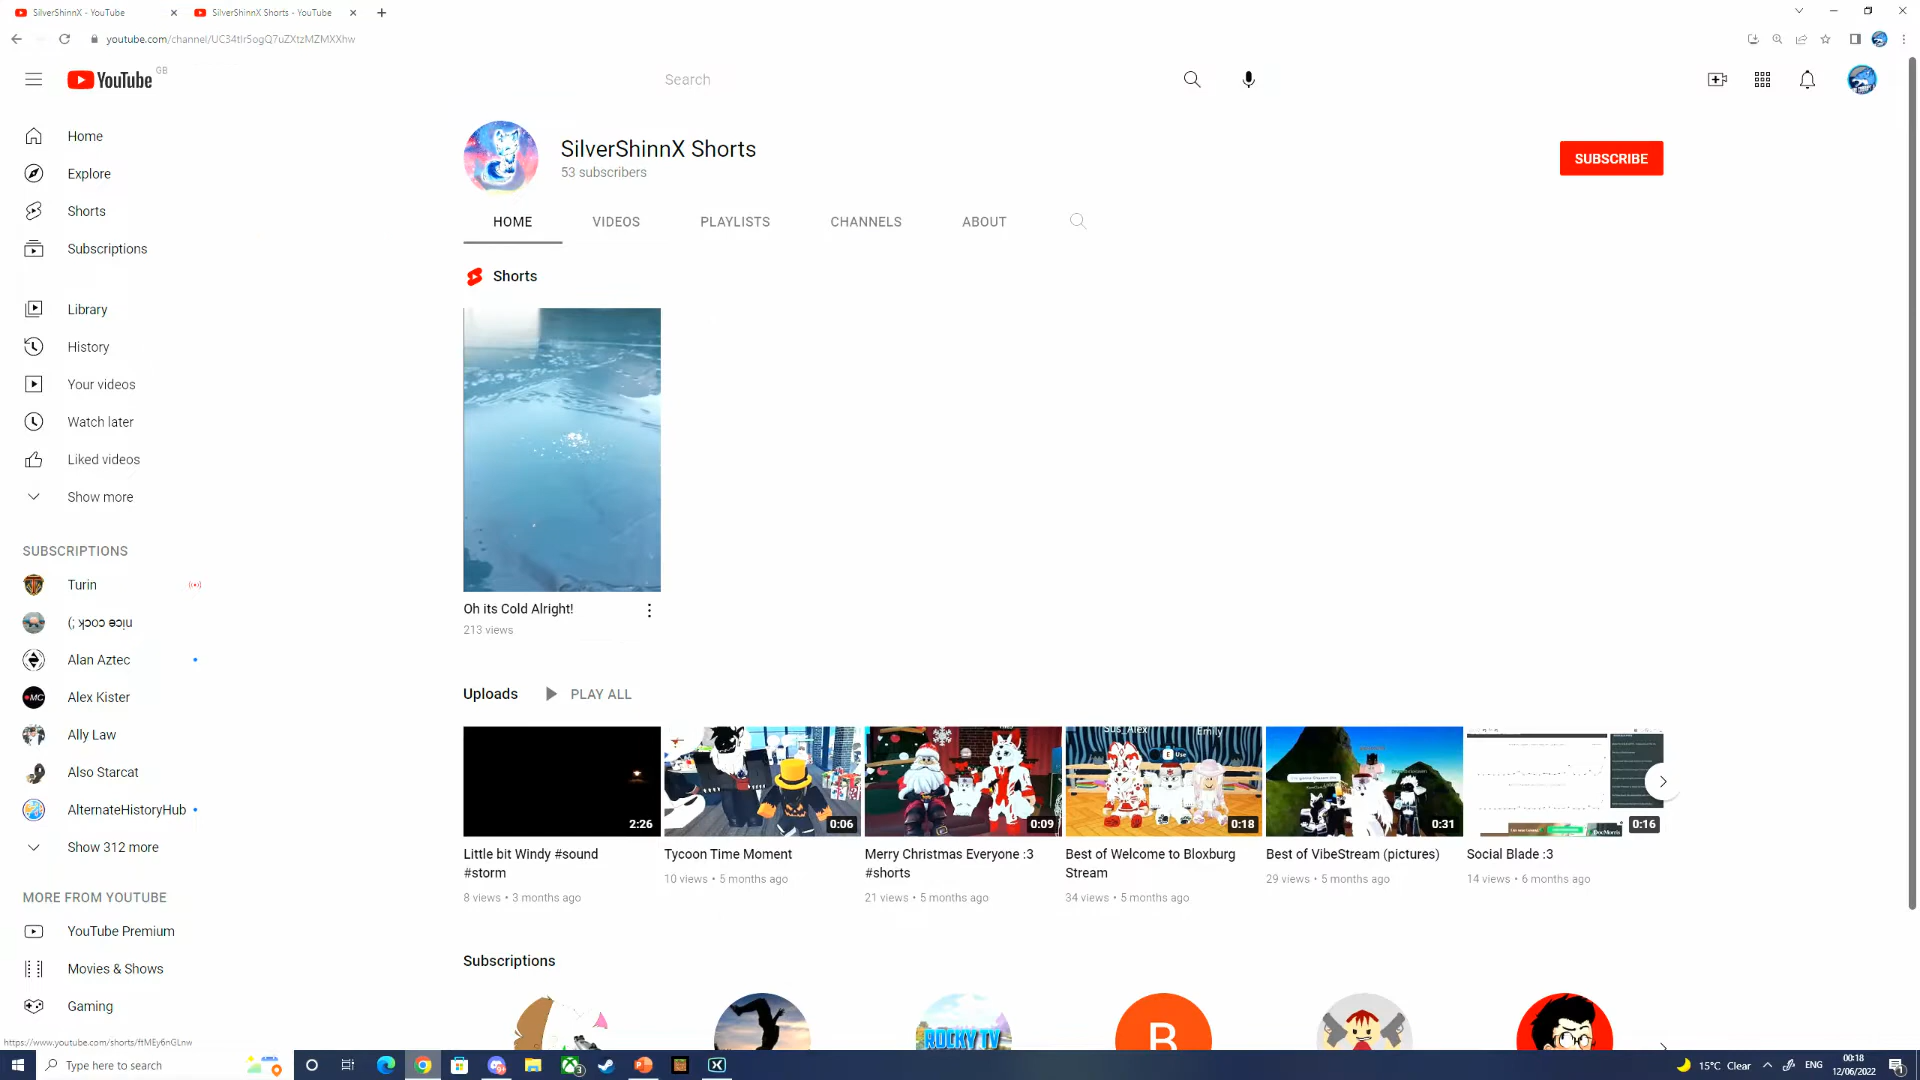 SilverShinnX - YouTube
SilverShinnX Shorts - YouTube
youtube.com/channel/UC34tIr5ogQ7uZXtzMZMXXhw
YouTube GB
Search
Home
Explore
Shorts
Subscriptions
Library
History
Your videos
Watch later
Liked videos
Show more
SUBSCRIPTIONS
Turin
(; ʞɔoɔ ǝɔıu
Alan Aztec
Alex Kister
Ally Law
Also Starcat
AlternateHistoryHub
Show 312 more
MORE FROM YOUTUBE
YouTube Premium
Movies & Shows
Gaming
https://www.youtube.com/shorts/ftMEy6nGLnw
SilverShinnX Shorts
53 subscribers
SUBSCRIBE
HOME
VIDEOS
PLAYLISTS
CHANNELS
ABOUT
Shorts
Oh its Cold Alright!
213 views
Uploads
PLAY ALL
2:26
Little bit Windy #sound
#storm
8 views • 3 months ago
0:06
Tycoon Time Moment
10 views • 5 months ago
0:09
Merry Christmas Everyone :3
#shorts
21 views • 5 months ago
Sus_Alex
Emily
E Use
0:18
Best of Welcome to Bloxburg
Stream
34 views • 5 months ago
0:31
Best of VibeStream (pictures)
29 views • 5 months ago
0:16
Social Blade :3
14 views • 6 months ago
Subscriptions
ROCKY TV
B
Type here to search
15°C Clear
ENG
00:18
12/06/2022